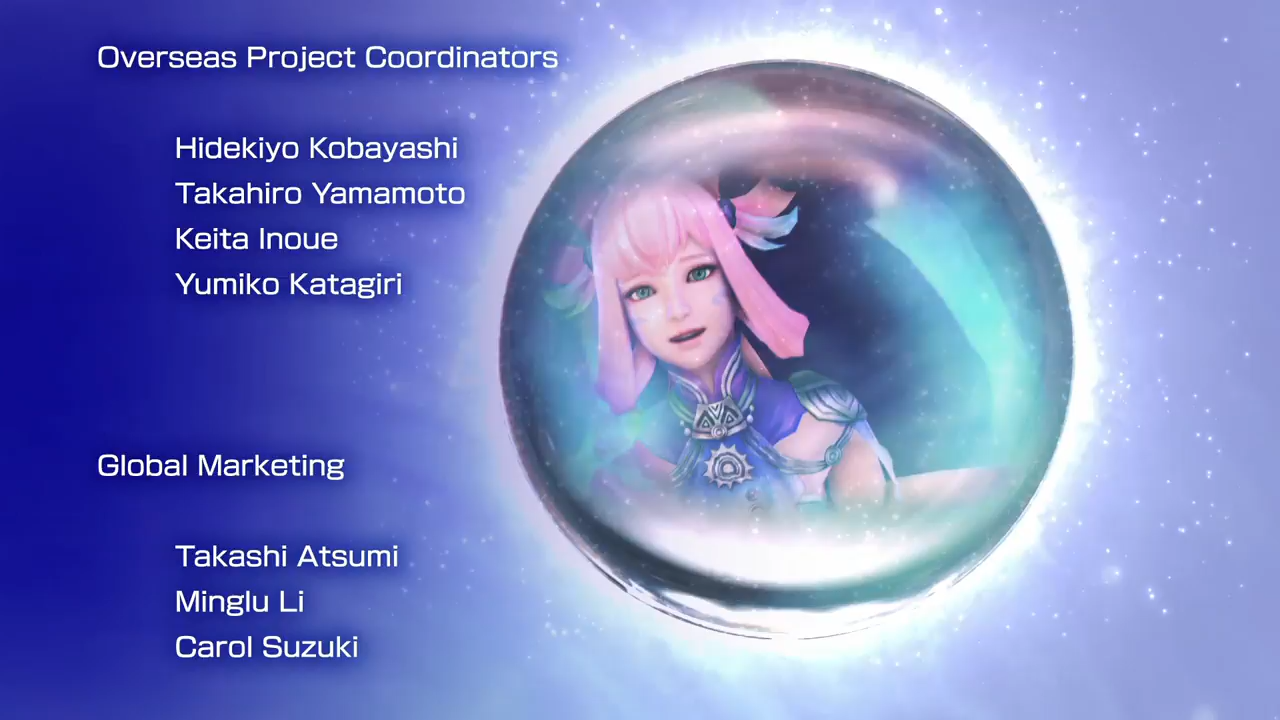 Overseas Project Coordinators
Hidekiyo Kobayashi
Takahiro Yamamoto
Keita Inoue
Yumiko Katagiri
Global Marketing
Takashi Atsumi
Minglu Li
Carol Suzuki